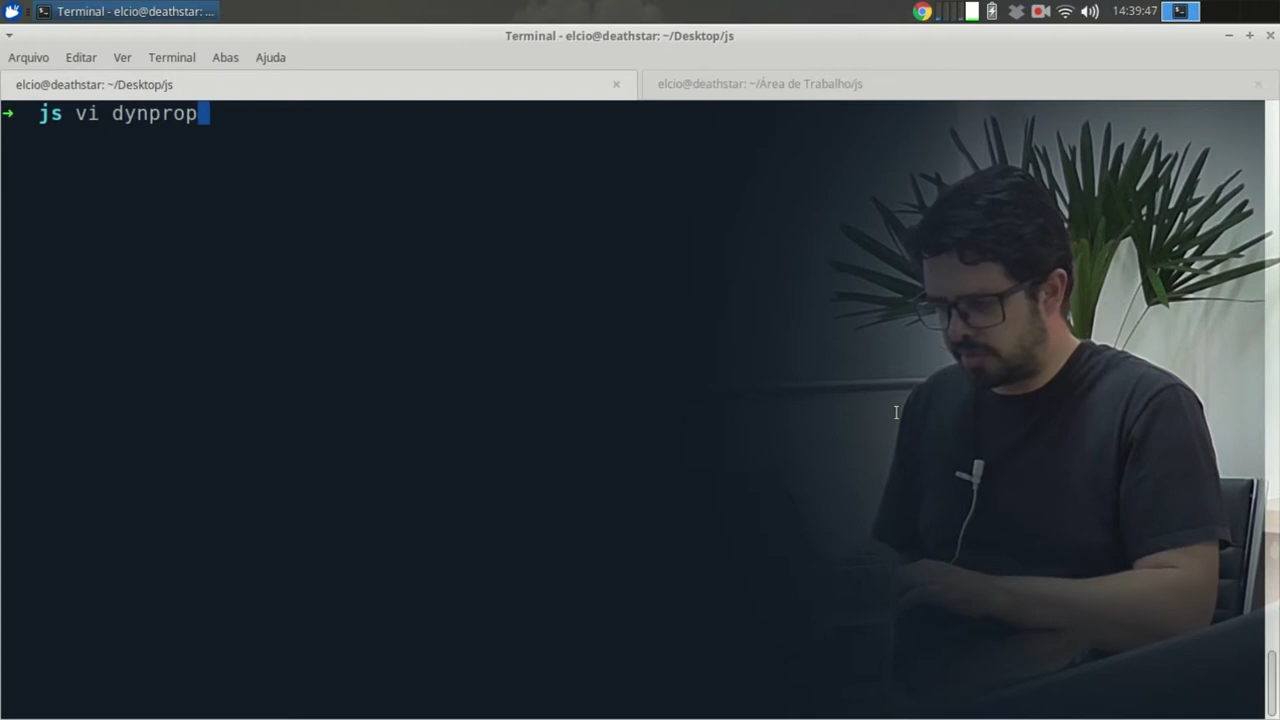 Terminal - elcio@deathstar: ...
14:39:47
Terminal - elcio@deathstar: ~/Desktop/js
Arquivo Editar Ver Terminal Abas Ajuda
elcio@deathstar: ~/Desktop/js
elcio@deathstar: ~/Área de Trabalho/js
➜ js vi dynprop